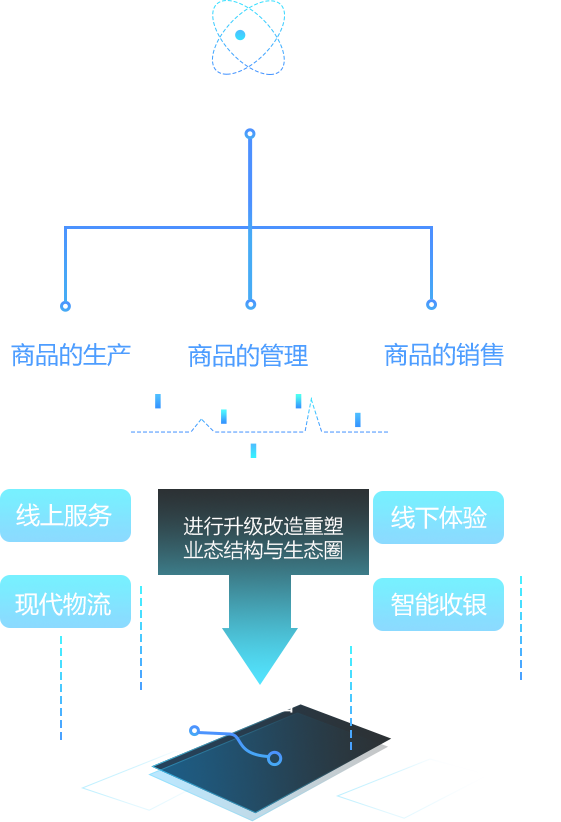 商品的生产
商品的管理
商品的销售
线上服务
进行升级改造重塑
业态结构与生态圈
线下体验
现代物流
智能收银